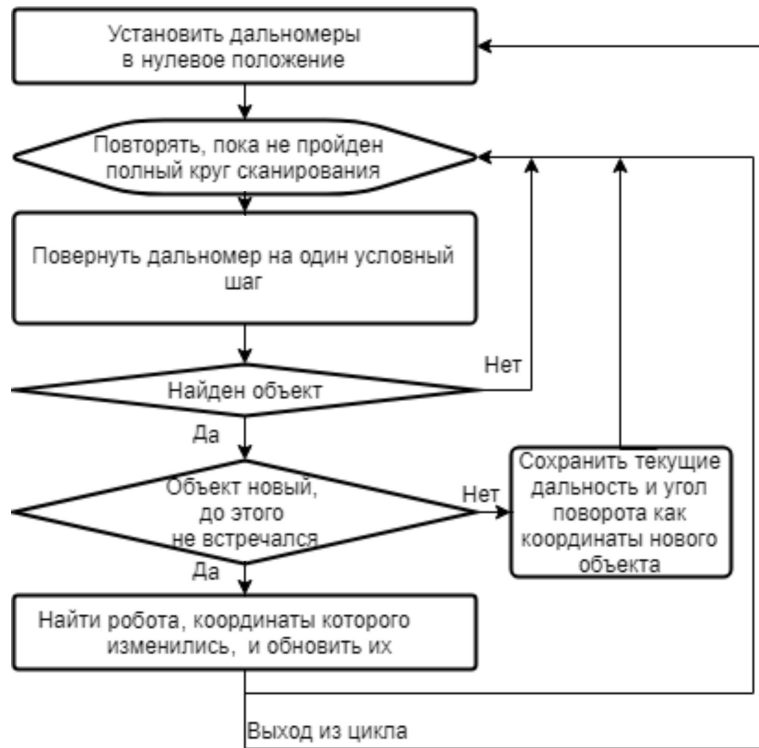 Установить дальномеры
в нулевое положение
Повторять, пока не пройден
полный круг сканирования
Повернуть дальномер на один условный
шаг
Найден объект
Нет
Да
Объект новый,
до этого
не встречался
Нет
Сохранить текущие
дальность и угол
поворота как
координаты нового
объекта
Да
Найти робота, координаты которого
изменились, и обновить их
Выход из цикла